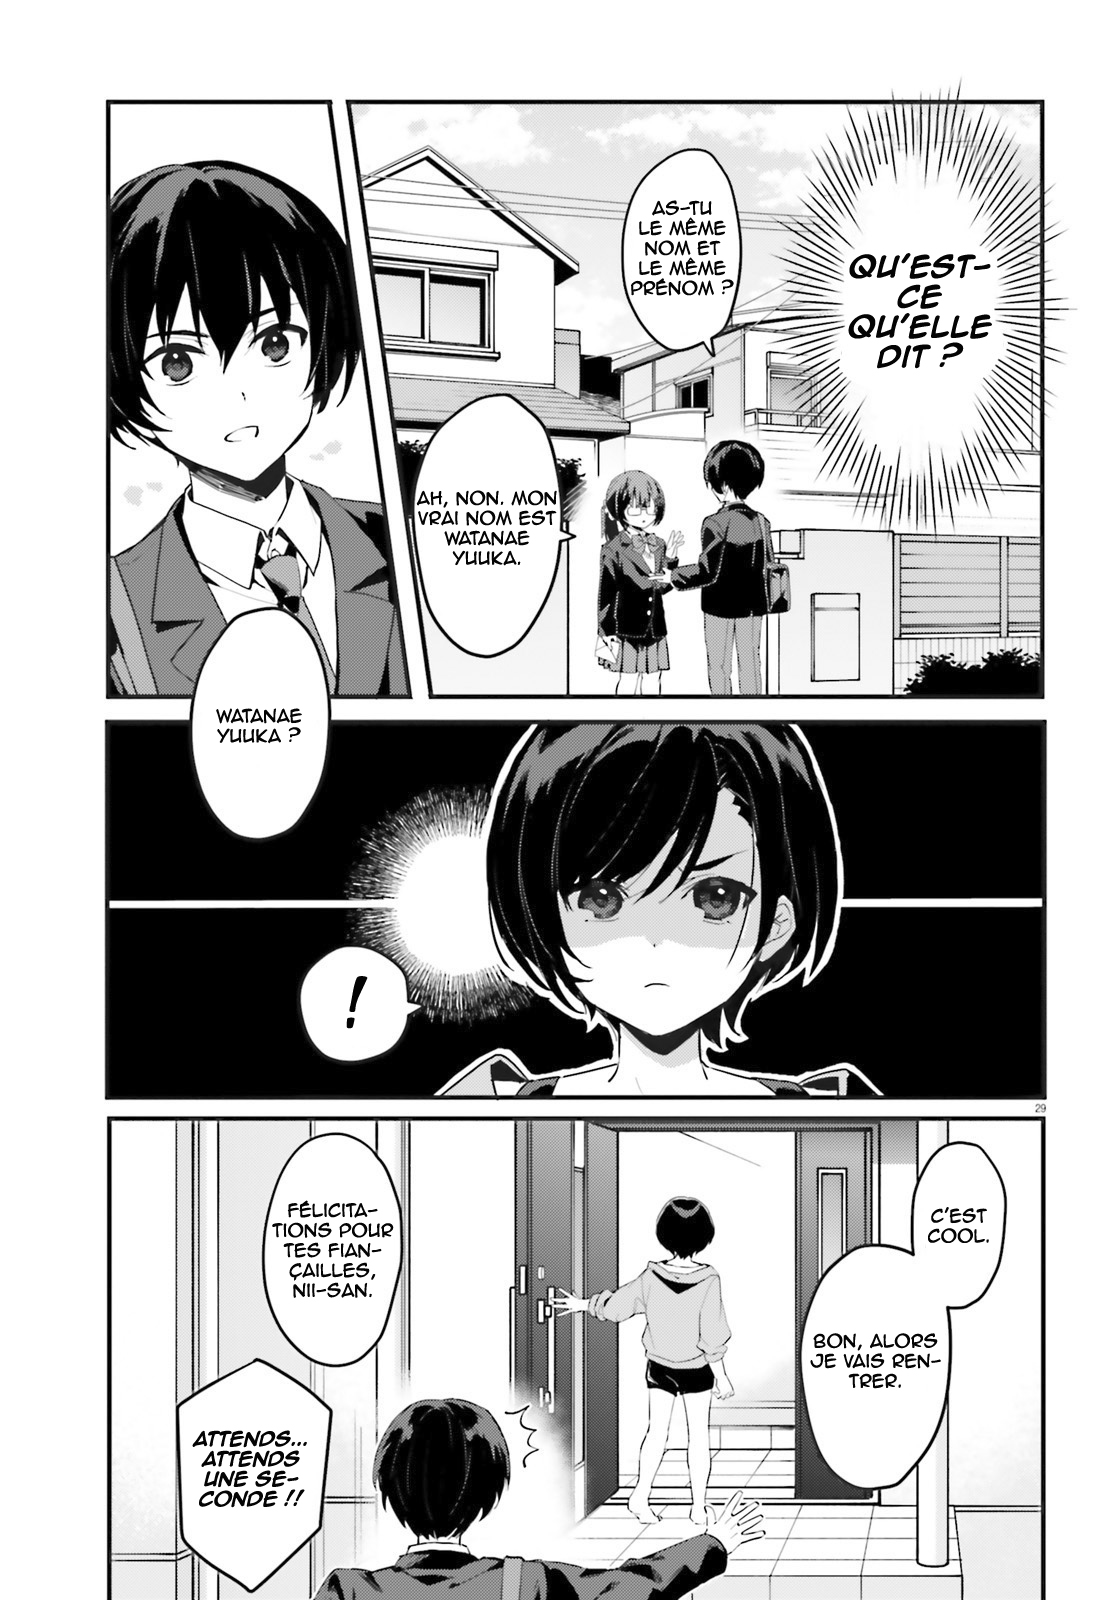 QU'EST-
CE
QU'ELLE
DIT ?
AS-TU
LE MÊME
NOM ET
LE MÊME
PRÉNOM ?
AH, NON. MON
VRAI NOM EST
WATANAE
YUUKA.
WATANAE
YUUKA ?
!
29
C'EST
COOL.
BON, ALORS
JE VAIS REN-
TRER.
FÉLICITA-
TIONS POUR
TES FIAN-
ÇAILLES,
NII-SAN.
ATTENDS...
ATTENDS
UNE SE-
CONDE !!